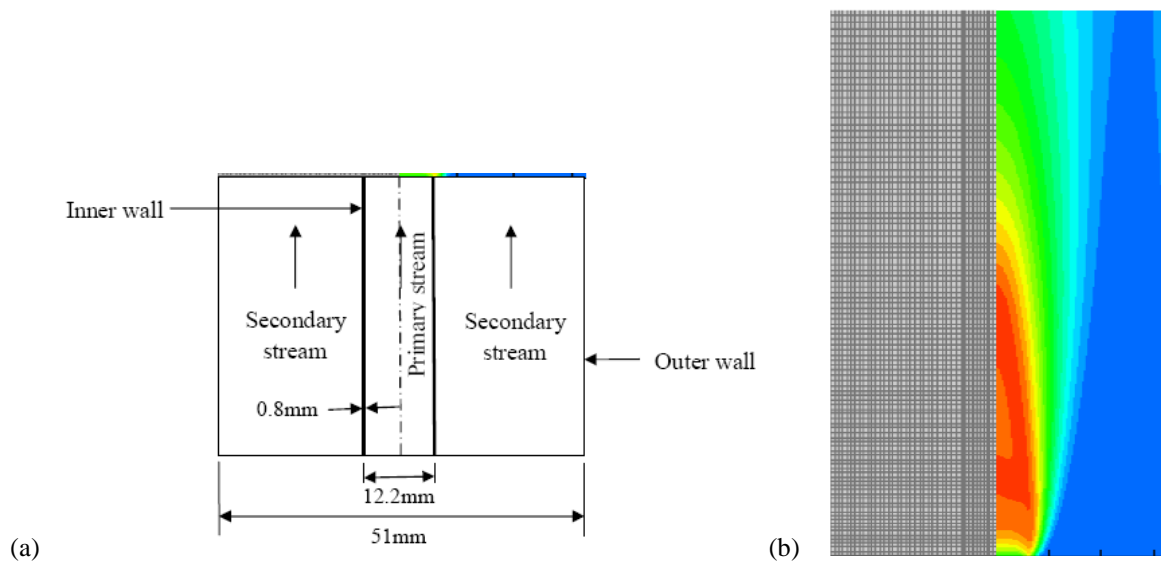 Inner wall
Secondary
stream
Primary stream
Secondary
stream
Outer wall
0.8mm
12.2mm
51mm
(a)
(b)